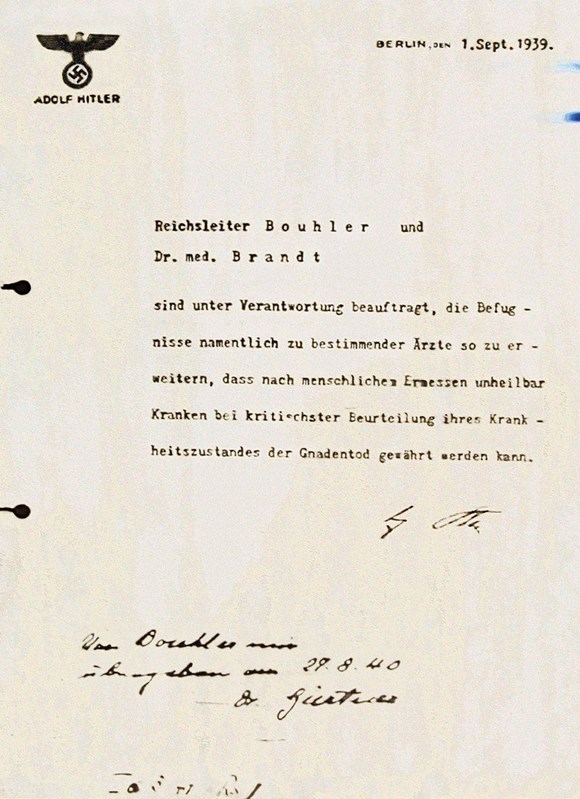 ADOLF HITLER
BERLIN, DEN 1.Sept.1939.
Reichsleiter B o u h l e r und
Dr. med. B r a n d t
sind unter Verantwortung beauftragt, die Befug -
nisse namentlich zu bestimmender Ärzte so zu er -
weitern, dass nach menschlichem Ermessen unheilbar
Kranken bei kritischster Beurteilung ihres Krank -
heitszustandes der Gnadentod gewährt werden kann.
Von Bouhler mir
übergeben am 27.8.40
Dr. Gürtner